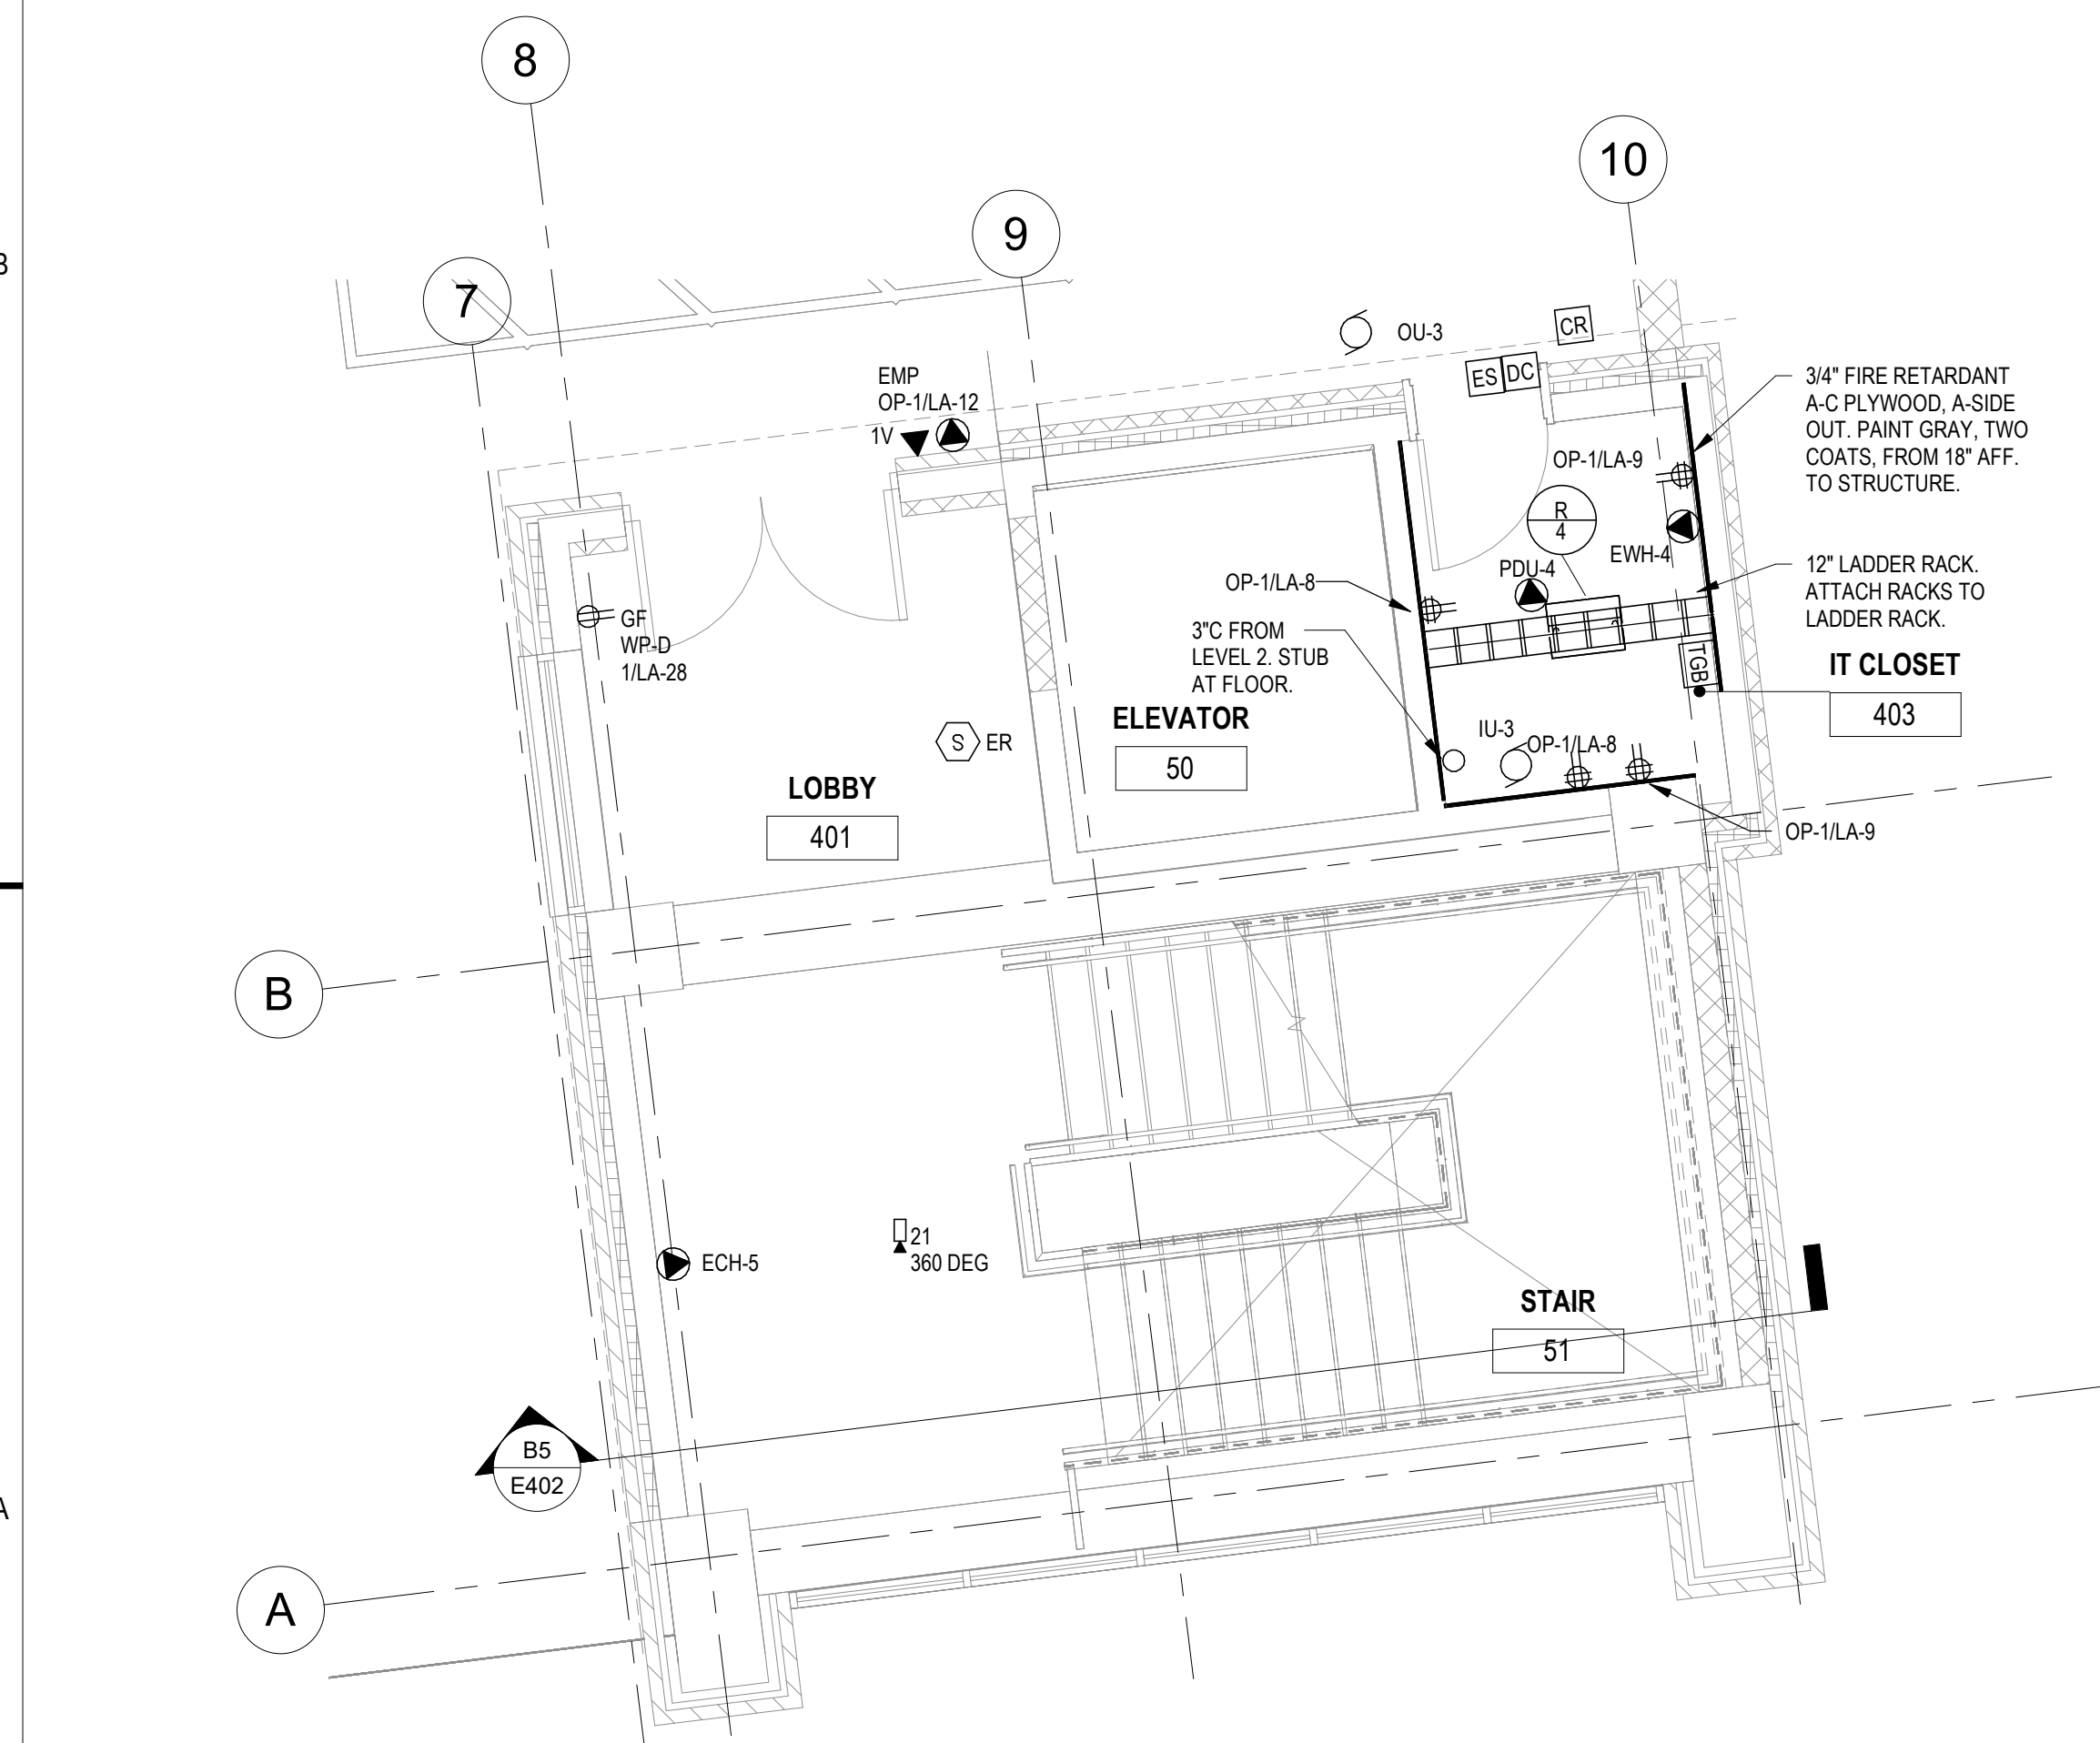 8
10
9
7
B
OU-3
CR
ES
DC
EMP
OP-1/LA-12
1V
3/4" FIRE RETARDANT
A-C PLYWOOD, A-SIDE
OUT. PAINT GRAY, TWO
COATS, FROM 18" AFF.
TO STRUCTURE.
OP-1/LA-9
R
4
EWH-4
PDU-4
12" LADDER RACK.
ATTACH RACKS TO
LADDER RACK.
OP-1/LA-8
GF
WP-D
1/LA-28
3"C FROM
LEVEL 2. STUB
AT FLOOR.
TGB
IT CLOSET
403
ELEVATOR
50
IU-3
OP-1/LA-8
S
ER
LOBBY
401
OP-1/LA-9
B
21
360 DEG
ECH-5
STAIR
51
B5
E402
A
A